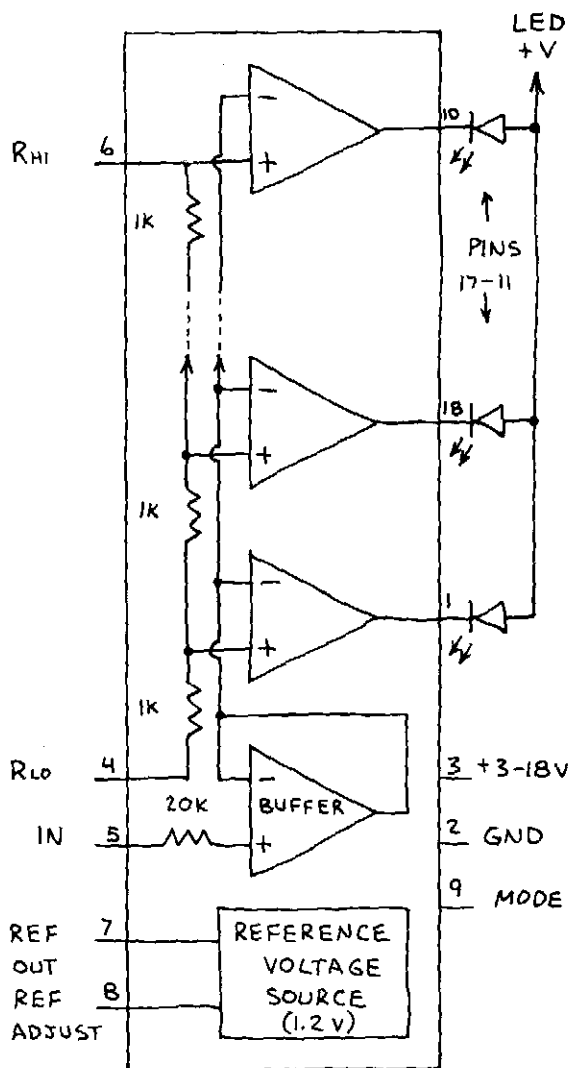 LED
+V
10
RHI
6
1K
PINS
17-11
18
1K
1
1K
RLO
4
3
+3-18V
20K
BUFFER
IN
5
2
GND
9
MODE
REF
OUT
7
REFERENCE
VOLTAGE
SOURCE
(1.2 V)
REF
ADJUST
8